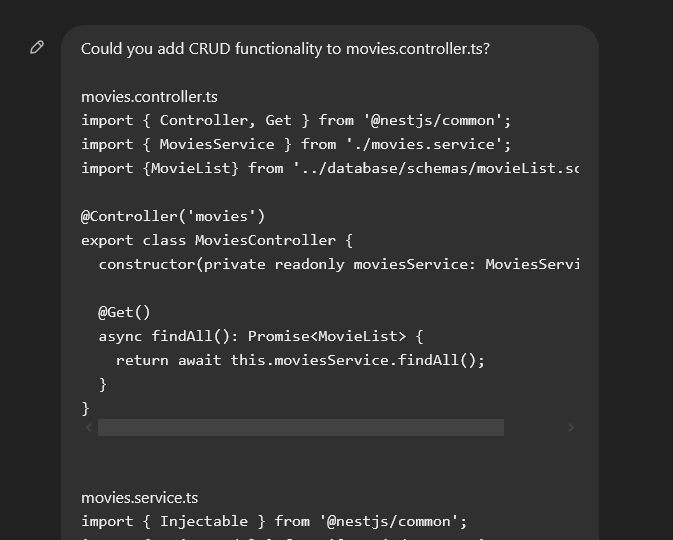 Could you add CRUD functionality to movies.controller.ts?
movies.controller.ts
import { Controller, Get } from '@nestjs/common';
import { MoviesService } from './movies.service';
import {MovieList} from '../database/schemas/movieList.sc
@Controller('movies')
export class MoviesController {
  constructor(private readonly moviesService: MoviesServi
  @Get()
  async findAll(): Promise<MovieList> {
    return await this.moviesService.findAll();
  }
}
movies.service.ts
import { Injectable } from '@nestjs/common';